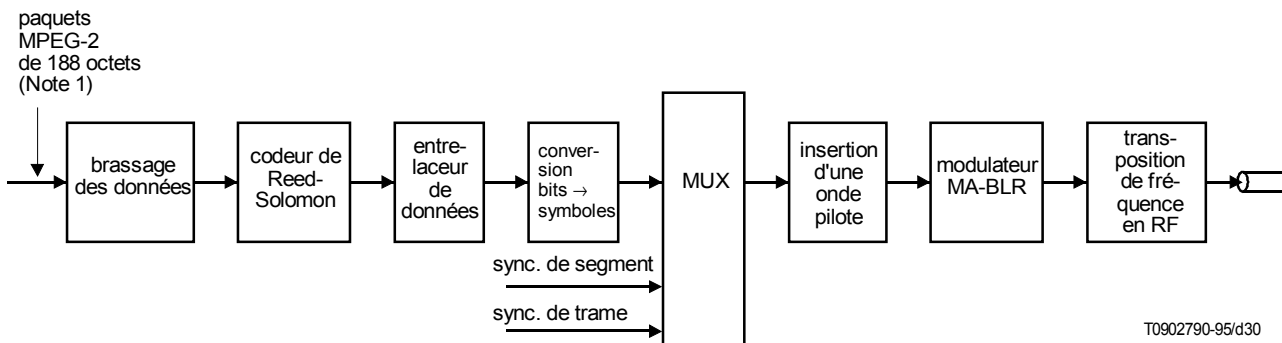 paquets
MPEG-2
de 188 octets
(Note 1)
brassage
des données
codeur de
Reed-
Solomon
entre-
laceur
de
données
conver-
sion
bits →
symboles
MUX
insertion
d'une
onde
pilote
modulateur
MA-BLR
trans-
position
de fré-
quence
en RF
sync. de segment
sync. de trame
T0902790-95/d30